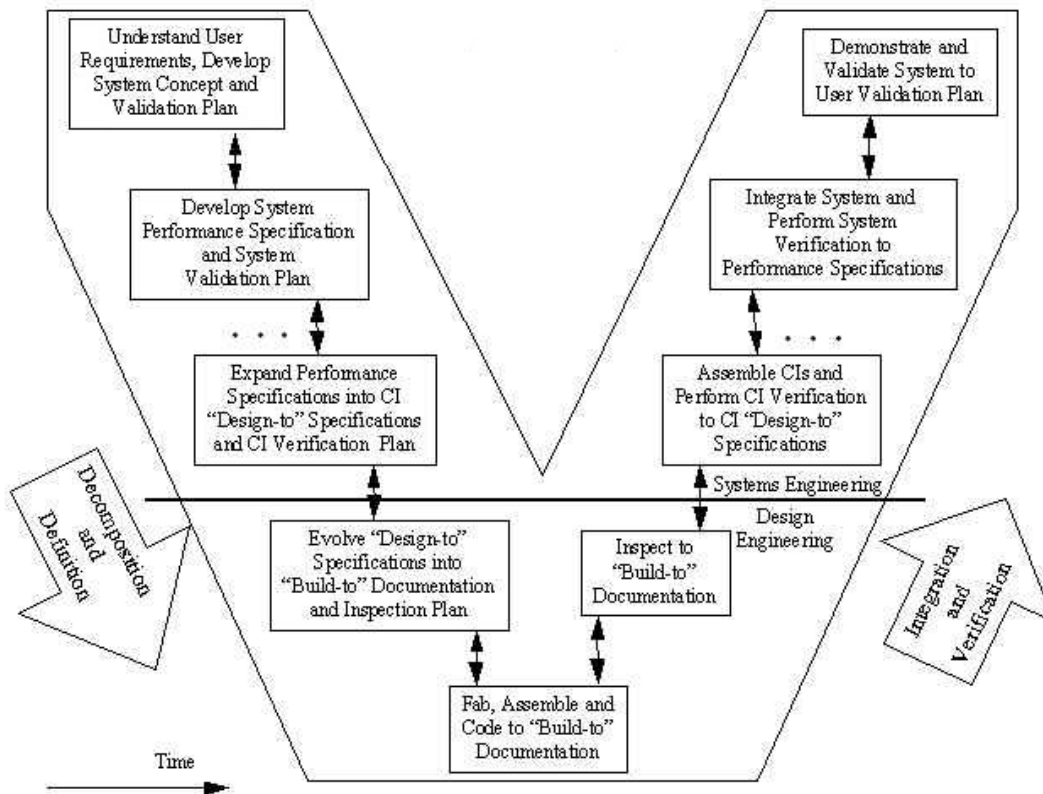 Understand User
Requirements, Develop
System Concept and
Validation Plan
Develop System
Performance Specification
and System
Validation Plan
. . .
Expand Performance
Specifications into CI
“Design-to” Specifications
and CI Verification Plan
Decomposition
and
Definition
Evolve “Design-to”
Specifications into
“Build-to” Documentation
and Inspection Plan
Fab, Assemble and
Code to “Build-to”
Documentation
Inspect to
“Build-to”
Documentation
Systems Engineering
Design
Engineering
Assemble CIs and
Perform CI Verification
to CI “Design-to”
Specifications
. . .
Integrate System and
Perform System
Verification to
Performance Specifications
Demonstrate and
Validate System to
User Validation Plan
Integration
and
Verification
Time